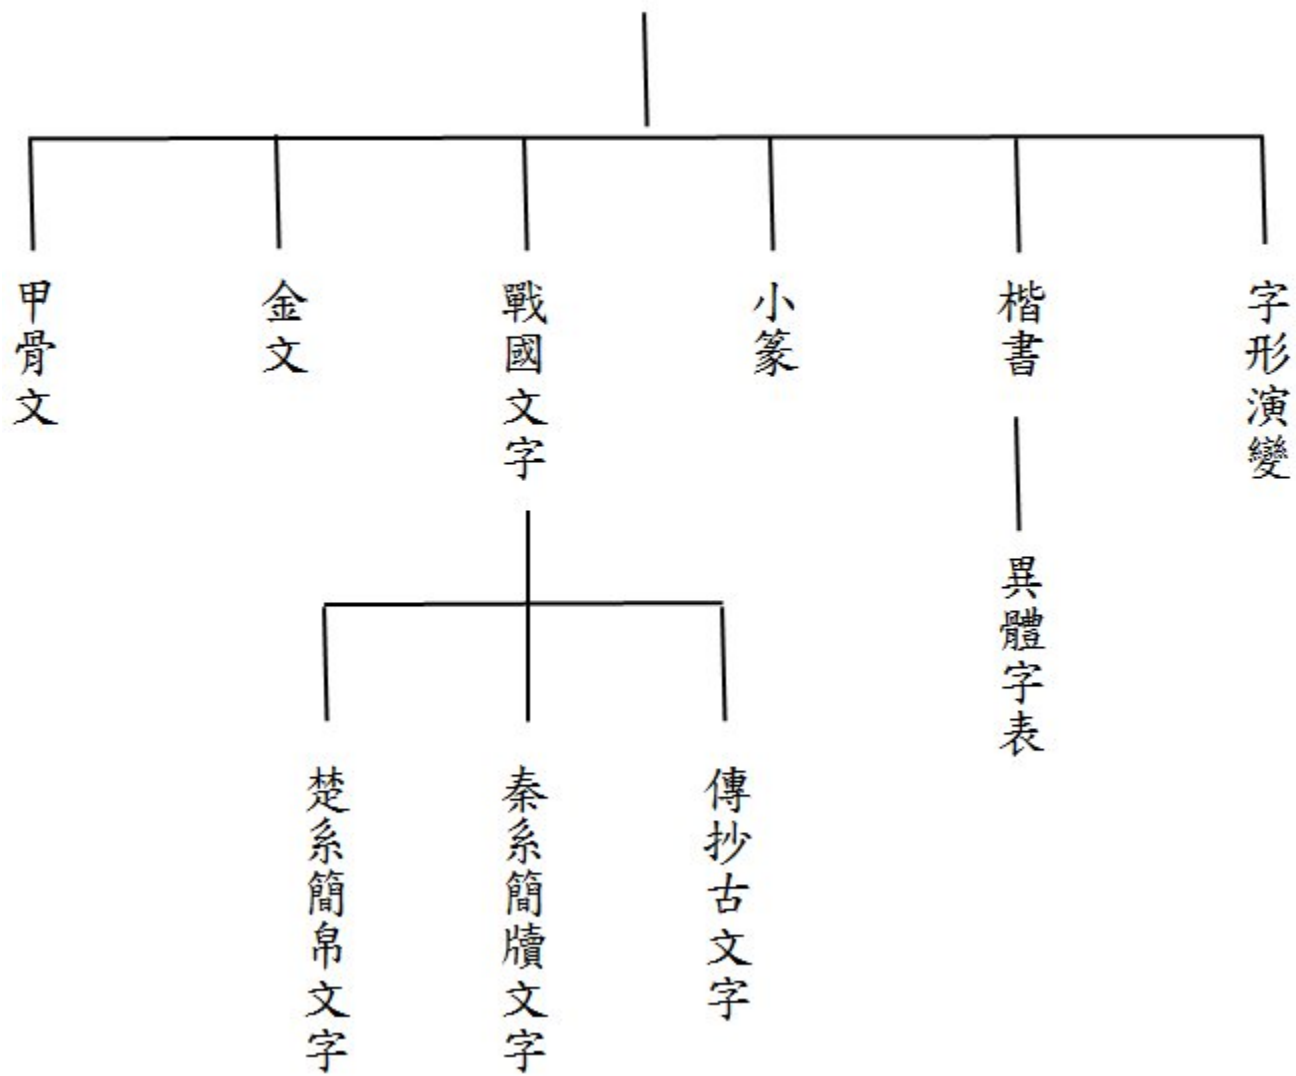 甲骨文
金文
戰國文字
小篆
楷書
字形演變
異體字表
楚系簡帛文字
秦系簡牘文字
傳抄古文字